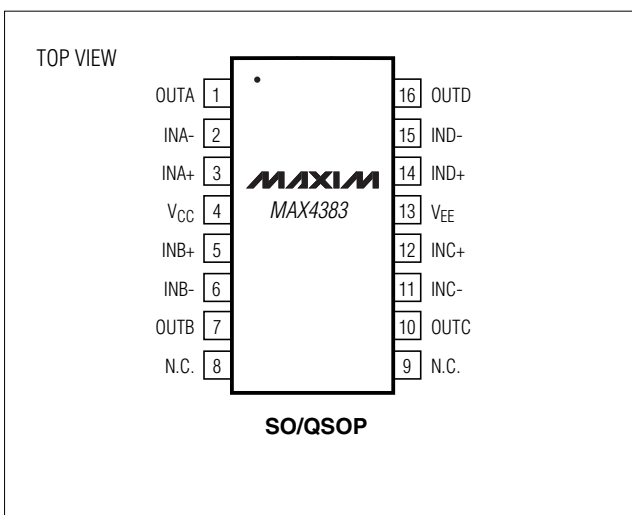 TOP VIEW
OUTA 1
INA- 2
INA+ 3
VCC 4
INB+ 5
INB- 6
OUTB 7
N.C. 8
MAXIM
MAX4383
16 OUTD
15 IND-
14 IND+
13 VEE
12 INC+
11 INC-
10 OUTC
9 N.C.
SO/QSOP